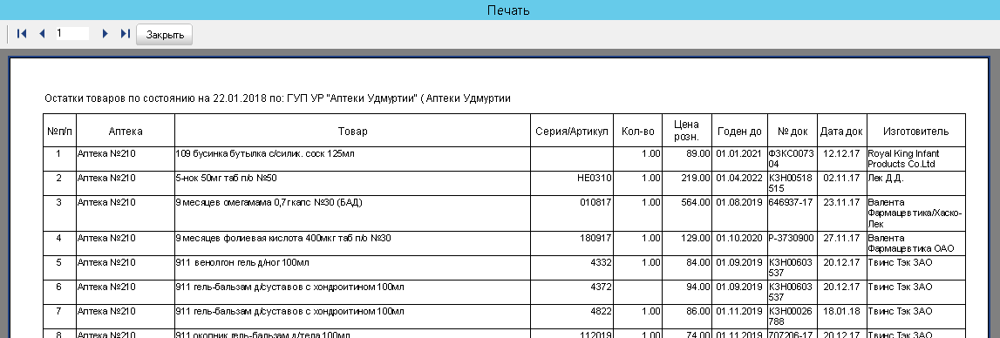 Печать
1 Закрыть
Остатки товаров по состоянию на 22.01.2018 по: ГУП УР "Аптеки Удмуртии" ( Аптеки Удмуртии
№п/п Аптека Товар Серия/Артикул Кол-во Цена розн. Годен до № док Дата док Изготовитель
1 Аптека №210 109 бусинка бутылка с/силик. соск 125мл 1.00 89.00 01.01.2021 ФЗКС0073 12.12.17 Royal King Infant
04 Products Co.Ltd
2 Аптека №210 5-нок 50мг таб п/о №50 НЕ0310 1.00 219.00 01.04.2022 КЗН00518 02.11.17 Лек Д.Д.
515
3 Аптека №210 9 месяцев омегамама 0,7г капс №30 (БАД) 010817 1.00 564.00 01.08.2019 646937-17 23.11.17 Валента
Фармацевтика/Хаско-
Лек
4 Аптека №210 9 месяцев фолиевая кислота 400мкг таб п/о №30 180917 1.00 129.00 01.10.2020 Р-3730900 27.11.17 Валента
Фармацевтика ОАО
5 Аптека №210 911 венолгон гель д/ног 100мл 4332 1.00 84.00 01.09.2019 КЗН00603 20.12.17 Твинс Тэк ЗАО
537
6 Аптека №210 911 гель-бальзам д/суставов с хондроитином 100мл 4372 1.00 94.00 01.09.2019 КЗН00603 20.12.17 Твинс Тэк ЗАО
537
7 Аптека №210 911 гель-бальзам д/суставов с хондроитином 100мл 4822 1.00 86.00 01.11.2019 КЗН00026 18.01.18 Твинс Тэк ЗАО
788
8 Аптека №210 911 окопник гель-бальзам д/тела 100мл 112019 1.00 74.00 01.11.2019 707206-17 20.12.17 Твинс Тэк ЗАО